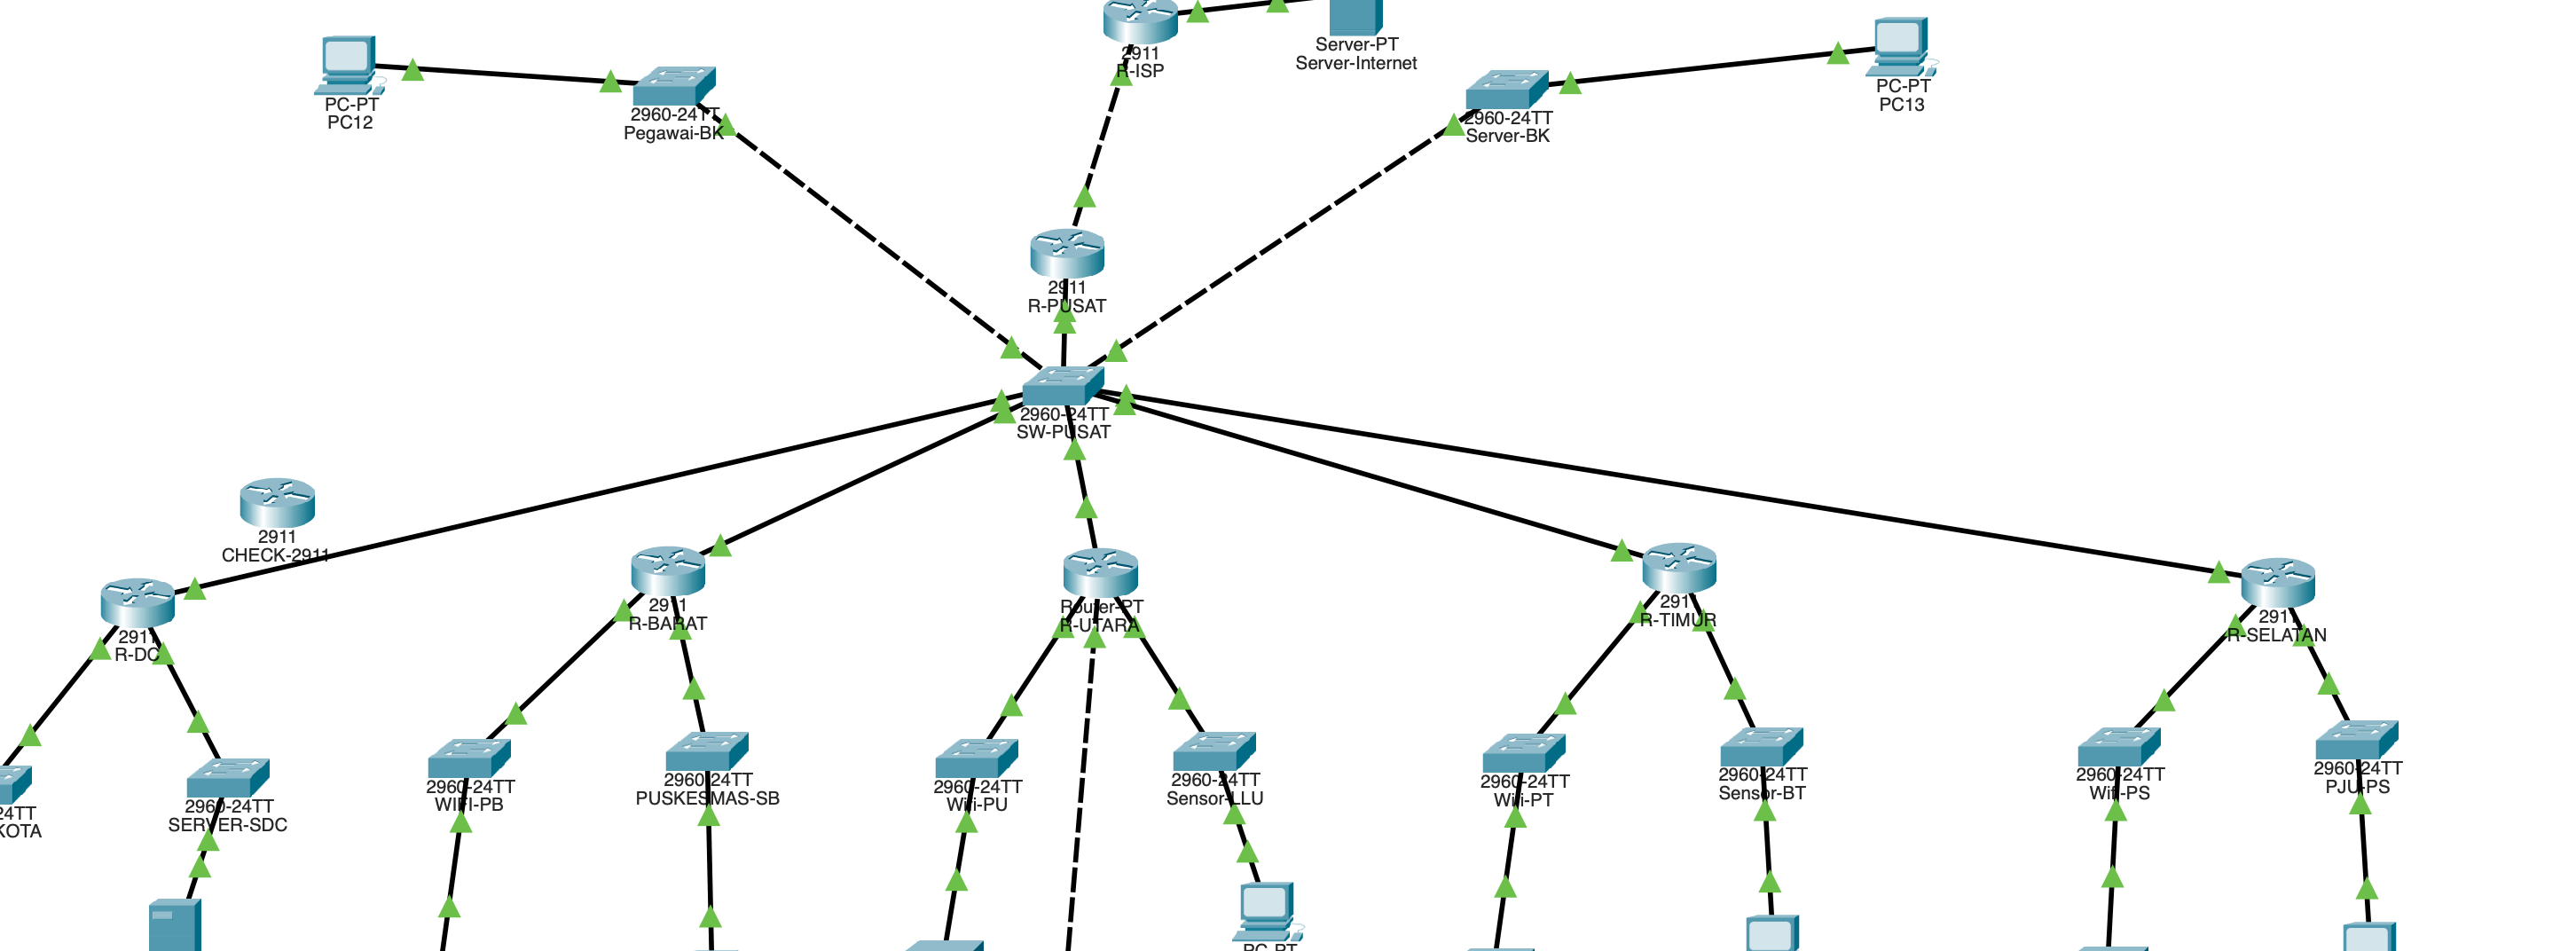 Server-PT
Server-Internet
2911
R-ISP
PC-PT
PC12
2960-24TT
Pegawai-BK
2960-24TT
Server-BK
PC-PT
PC13
2911
R-PUSAT
2960-24TT
SW-PUSAT
2911
CHECK-2911
2911
R-DC
2911
R-BARAT
Router-PT
R-UTARA
2911
R-TIMUR
2911
R-SELATAN
24TT
KOTA
2960-24TT
SERVER-SDC
2960-24TT
WIFI-PB
2960-24TT
PUSKESMAS-SB
2960-24TT
Wifi-PU
2960-24TT
Sensor-LLU
2960-24TT
Wifi-PT
2960-24TT
Sensor-BT
2960-24TT
Wifi-PS
2960-24TT
PJU-PS
PC-PT